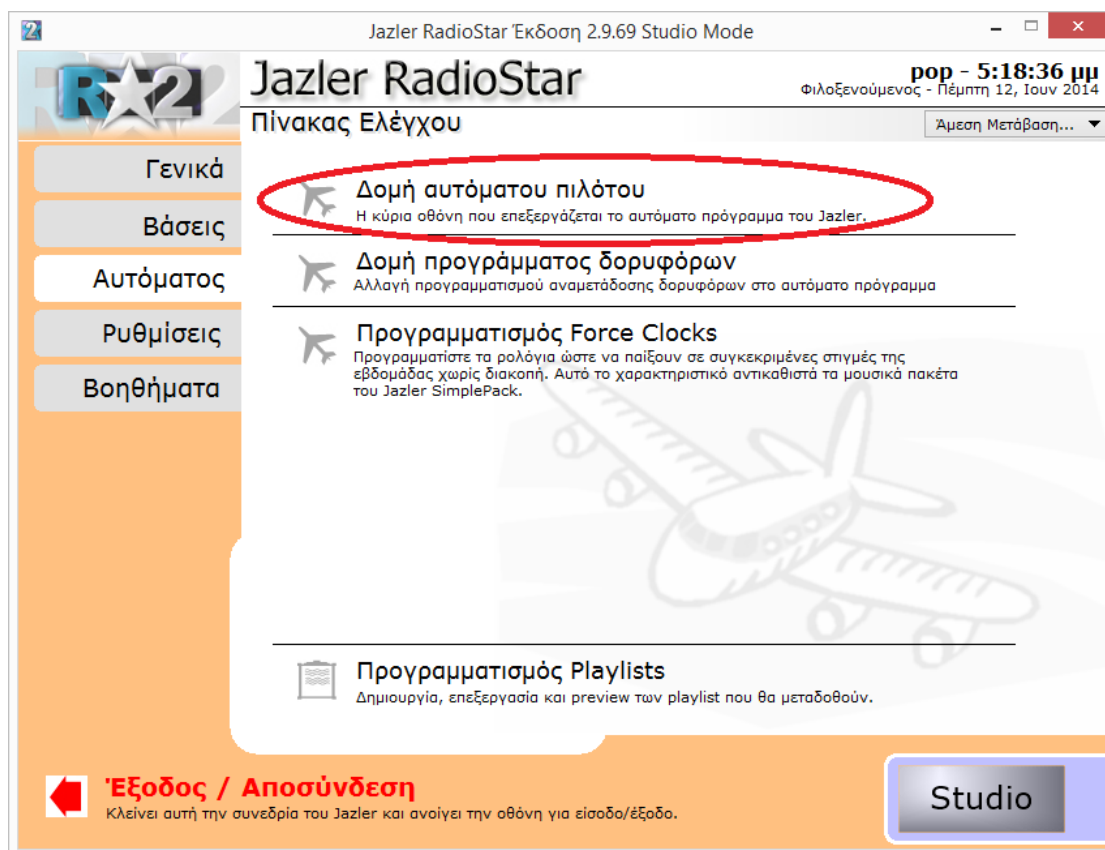 Jazler RadioStar Έκδοση 2.9.69 Studio Mode
R 2
Jazler RadioStar
pop - 5:18:36 μμ
Φιλοξενούμενος - Πέμπτη 12, Ιουν 2014
Πίνακας Ελέγχου
Άμεση Μετάβαση...
Γενικά
Βάσεις
Αυτόματος
Ρυθμίσεις
Βοηθήματα
Δομή αυτόματου πιλότου
Η κύρια οθόνη που επεξεργάζεται το αυτόματο πρόγραμμα του Jazler.
Δομή προγράμματος δορυφόρων
Αλλαγή προγραμματισμού αναμετάδοσης δορυφόρων στο αυτόματο πρόγραμμα
Προγραμματισμός Force Clocks
Προγραμματίστε τα ρολόγια ώστε να παίξουν σε συγκεκριμένες στιγμές της
εβδομάδας χωρίς διακοπή. Αυτό το χαρακτηριστικό αντικαθιστά τα μουσικά πακέτα
του Jazler SimplePack.
Προγραμματισμός Playlists
Δημιουργία, επεξεργασία και preview των playlist που θα μεταδοθούν.
Έξοδος / Αποσύνδεση
Κλείνει αυτή την συνεδρία του Jazler και ανοίγει την οθόνη για είσοδο/έξοδο.
Studio